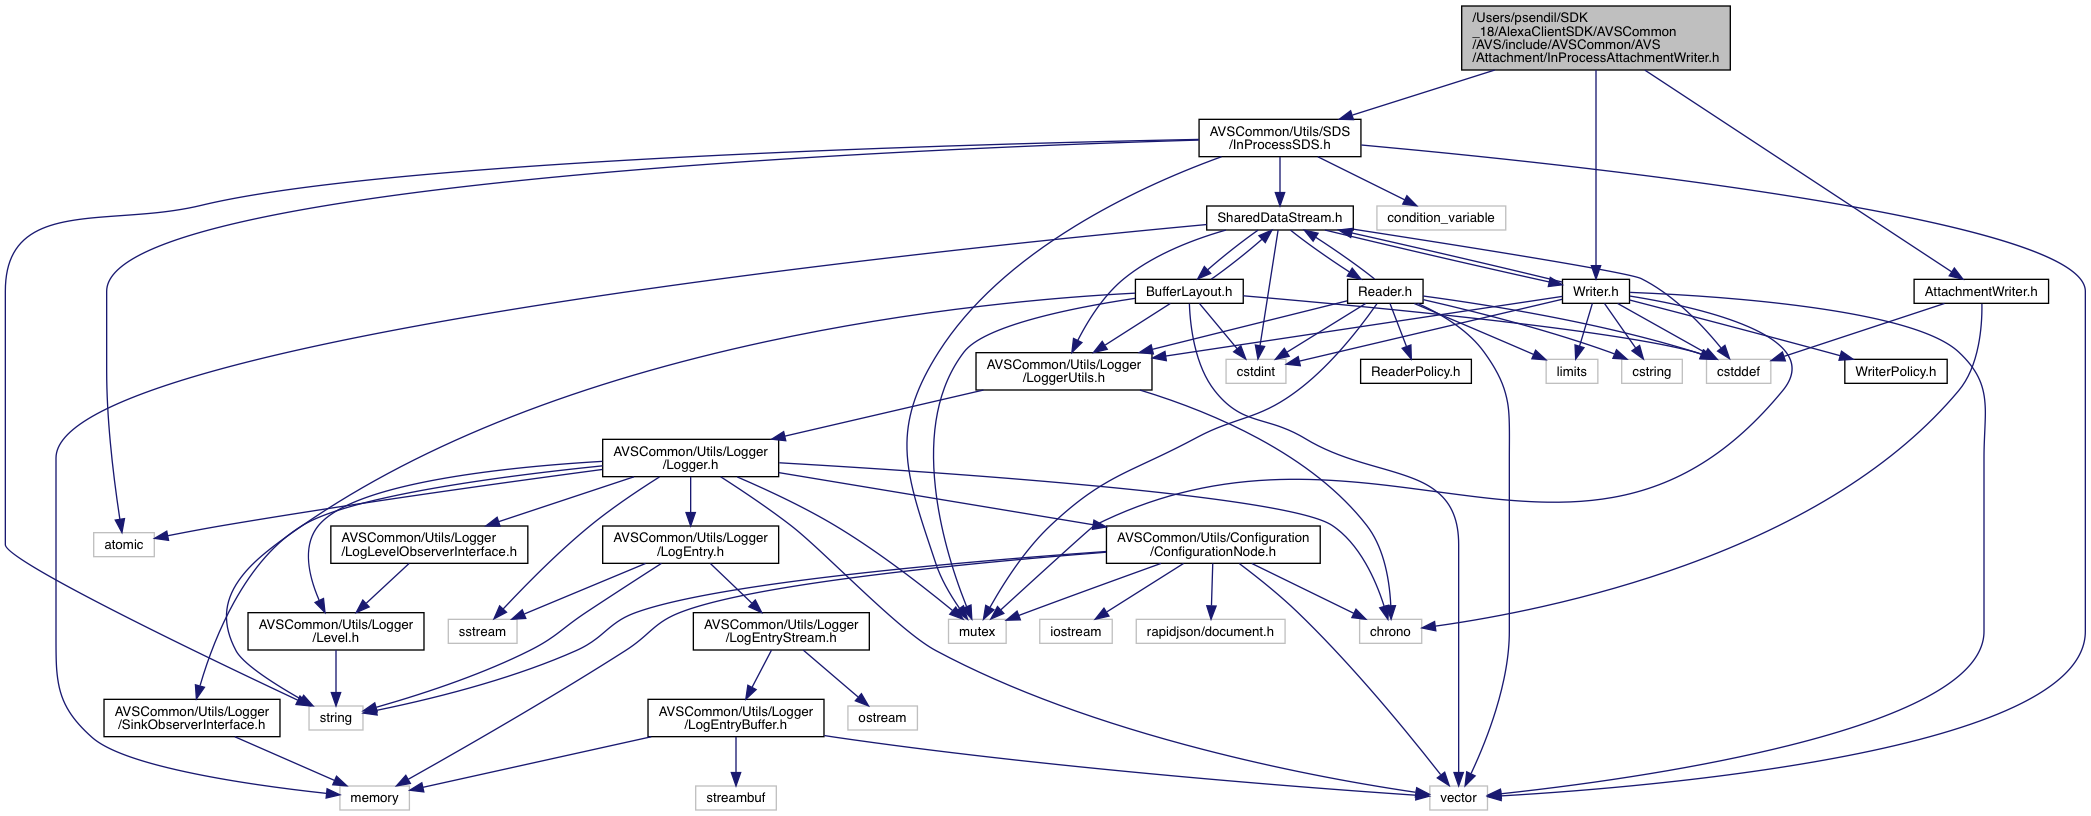 /Users/psendil/SDK
_18/AlexaClientSDK/AVSCommon
/AVS/include/AVSCommon/AVS
/Attachment/InProcessAttachmentWriter.h
AVSCommon/Utils/SDS
/InProcessSDS.h
SharedDataStream.h
condition_variable
BufferLayout.h
Reader.h
Writer.h
AttachmentWriter.h
AVSCommon/Utils/Logger
/LoggerUtils.h
cstdint
ReaderPolicy.h
limits
cstring
cstddef
WriterPolicy.h
AVSCommon/Utils/Logger
/Logger.h
atomic
AVSCommon/Utils/Logger
/LogLevelObserverInterface.h
AVSCommon/Utils/Logger
/LogEntry.h
AVSCommon/Utils/Configuration
/ConfigurationNode.h
AVSCommon/Utils/Logger
/Level.h
sstream
AVSCommon/Utils/Logger
/LogEntryStream.h
mutex
iostream
rapidjson/document.h
chrono
AVSCommon/Utils/Logger
/SinkObserverInterface.h
string
AVSCommon/Utils/Logger
/LogEntryBuffer.h
ostream
memory
streambuf
vector